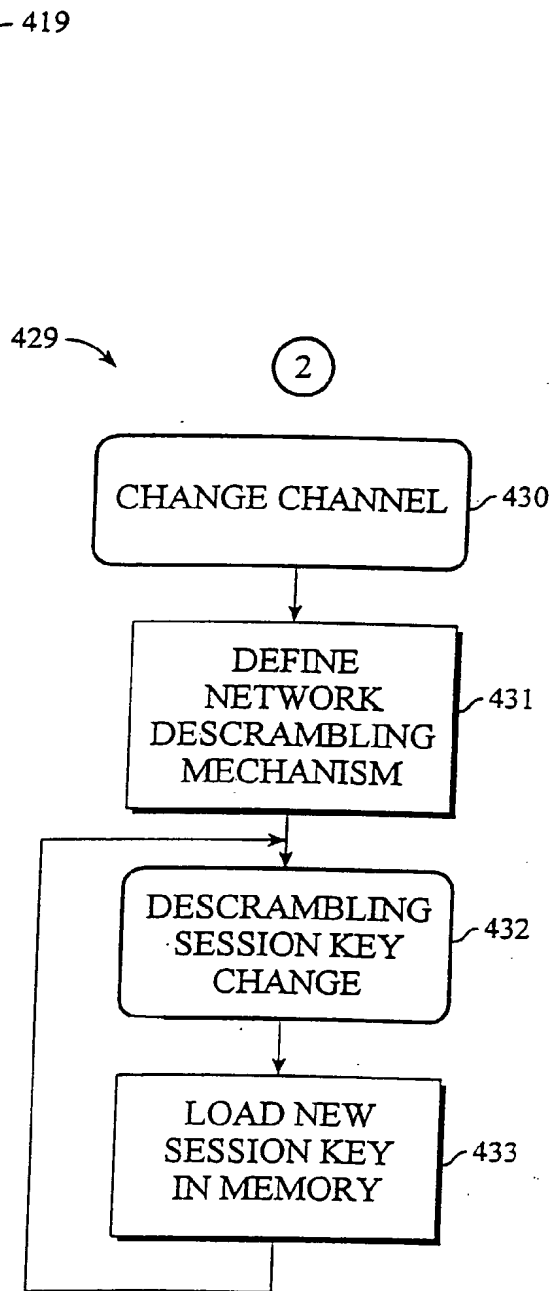 419
429
2
CHANGE CHANNEL
430
DEFINE
NETWORK
DESCRAMBLING
MECHANISM
431
DESCRAMBLING
SESSION KEY
CHANGE
432
LOAD NEW
SESSION KEY
IN MEMORY
433